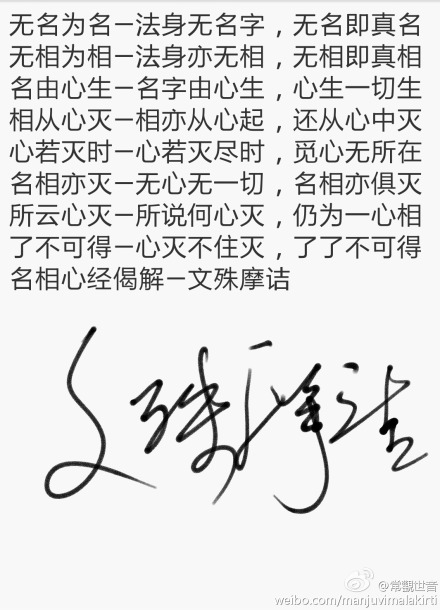 无名为名—法身无名字，无名即真名
无相为相—法身亦无相，无相即真相
名由心生—名字由心生，心生一切生
相从心灭—相亦从心起，还从心中灭
心若灭时—心若灭尽时，觅心无所在
名相亦灭—无心无一切，名相亦俱灭
所云心灭—所说何心灭，仍为一心相
了不可得—心灭不住灭，了了不可得
名相心经偈解—文殊摩诘
文殊摩诘
@常觀世音
weibo.com/manjuvimalakirti